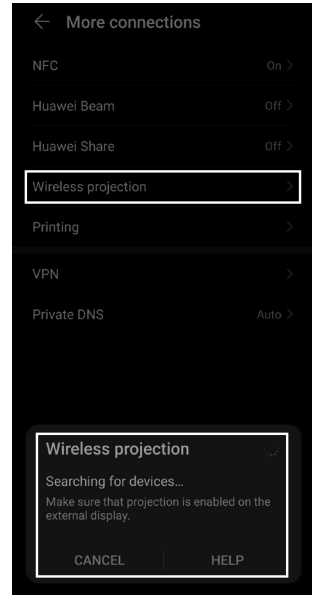 More connections
NFC On
Huawei Beam Off
Huawei Share Off
Wireless projection
Printing
VPN
Private DNS Auto
Wireless projection
Searching for devices...
Make sure that projection is enabled on the
external display.
CANCEL HELP